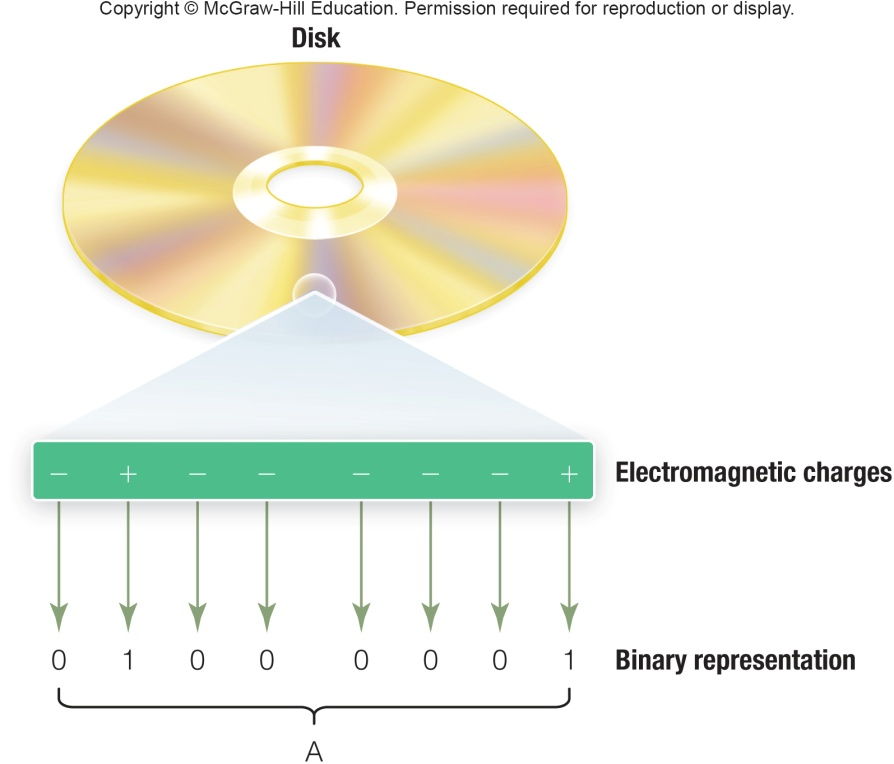 Copyright © McGraw-Hill Education. Permission required for reproduction or display.
Disk
– + – – – – – + Electromagnetic charges
0 1 0 0 0 0 0 1 Binary representation
A